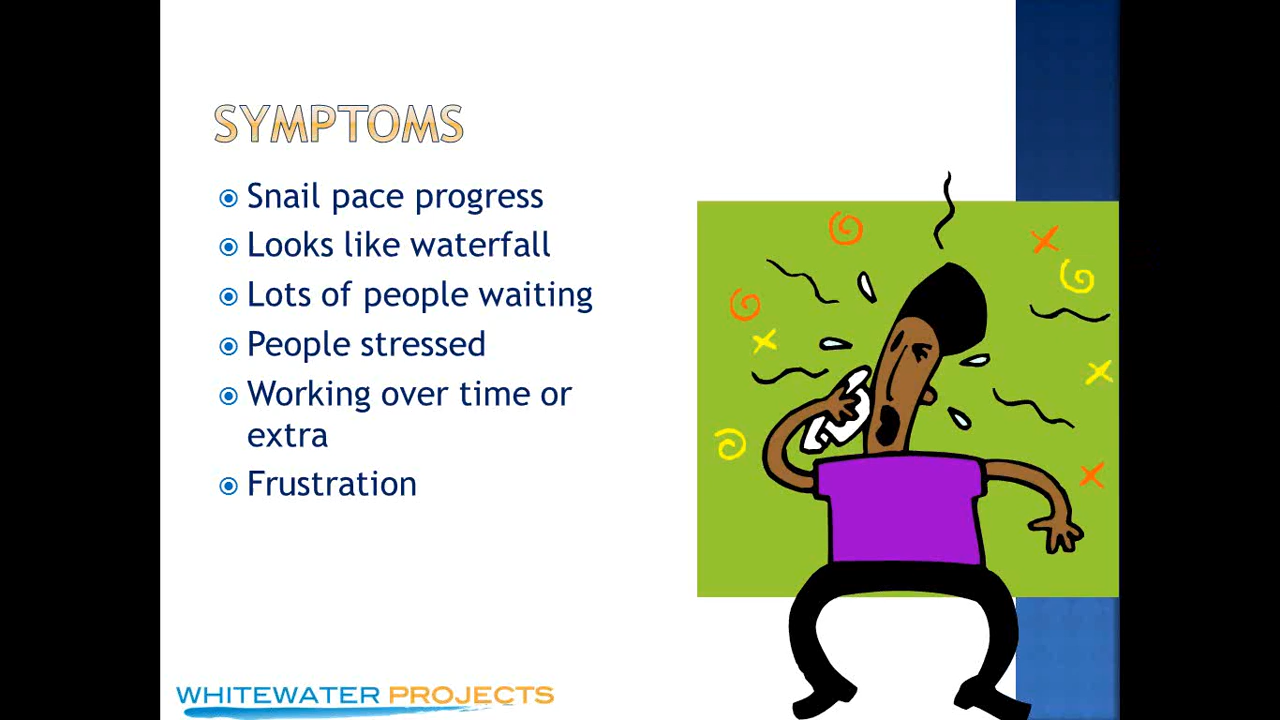 SYMPTOMS
Snail pace progress
Looks like waterfall
Lots of people waiting
People stressed
Working over time or
extra
Frustration
WHITEWATER PROJECTS